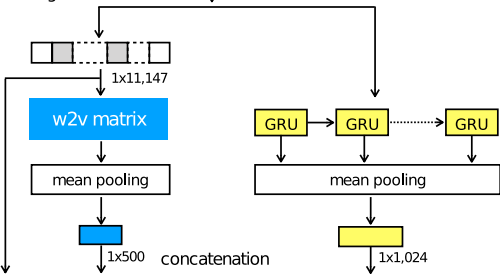 1x11,147
w2v matrix
GRU
GRU
GRU
mean pooling
mean pooling
1x500
concatenation
1x1,024